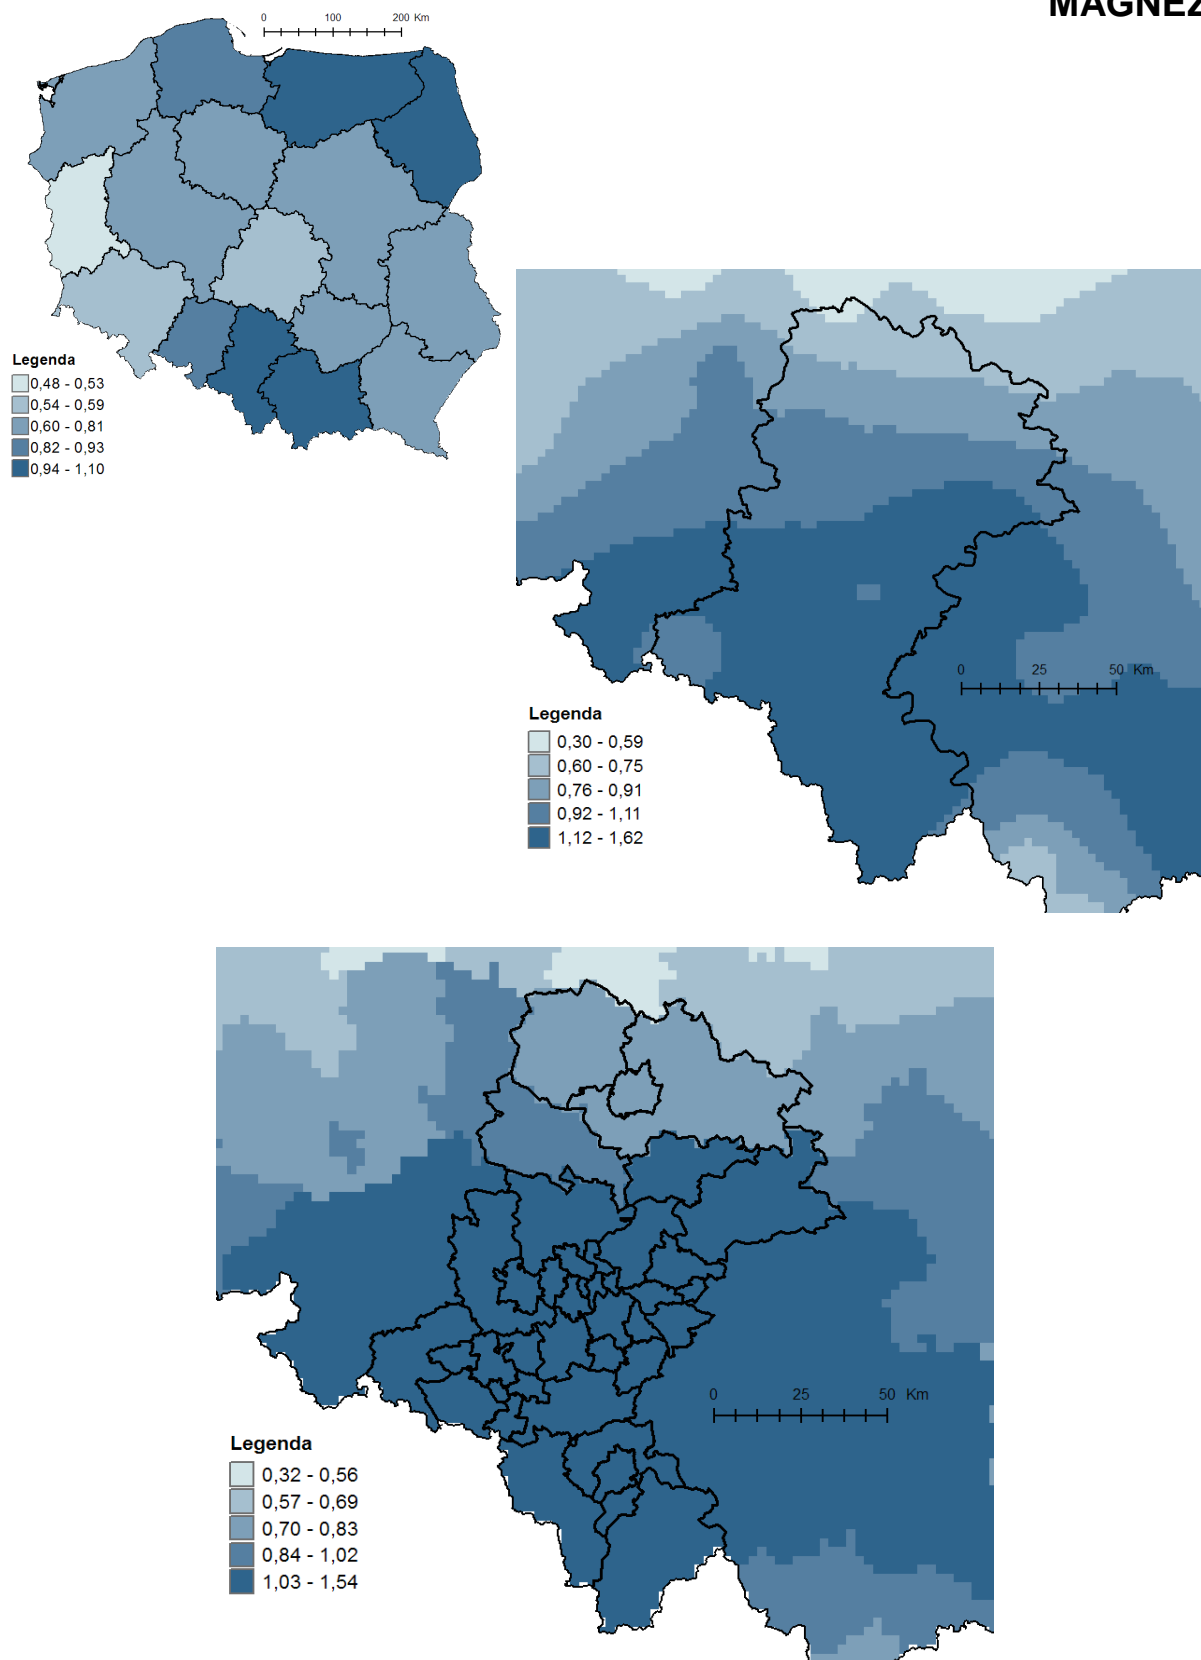 MAGNEZ
0 100 200 Km
Legenda
0,48 - 0,53
0,54 - 0,59
0,60 - 0,81
0,82 - 0,93
0,94 - 1,10
0 25 50 Km
Legenda
0,30 - 0,59
0,60 - 0,75
0,76 - 0,91
0,92 - 1,11
1,12 - 1,62
0 25 50 Km
Legenda
0,32 - 0,56
0,57 - 0,69
0,70 - 0,83
0,84 - 1,02
1,03 - 1,54